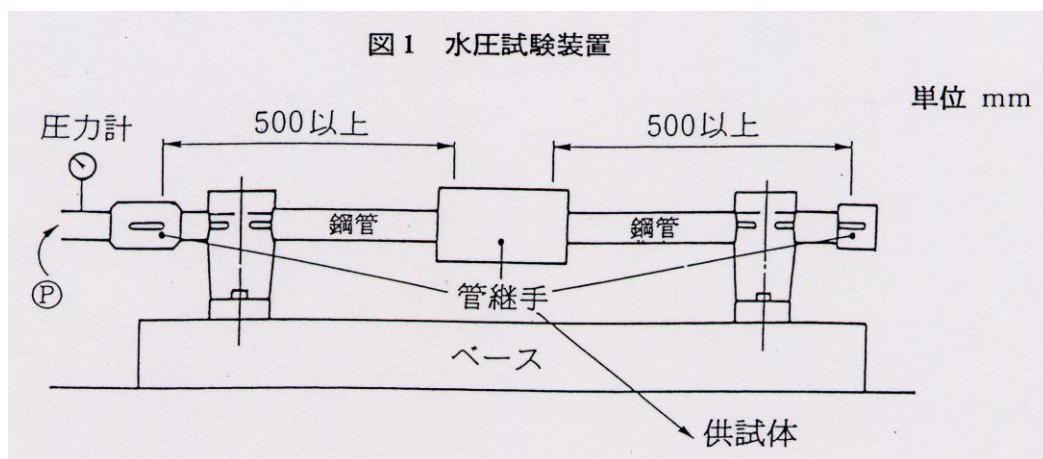 図1 水圧試験装置
単位 mm
圧力計
500以上
500以上
鋼管
鋼管
P
管継手
ベース
供試体